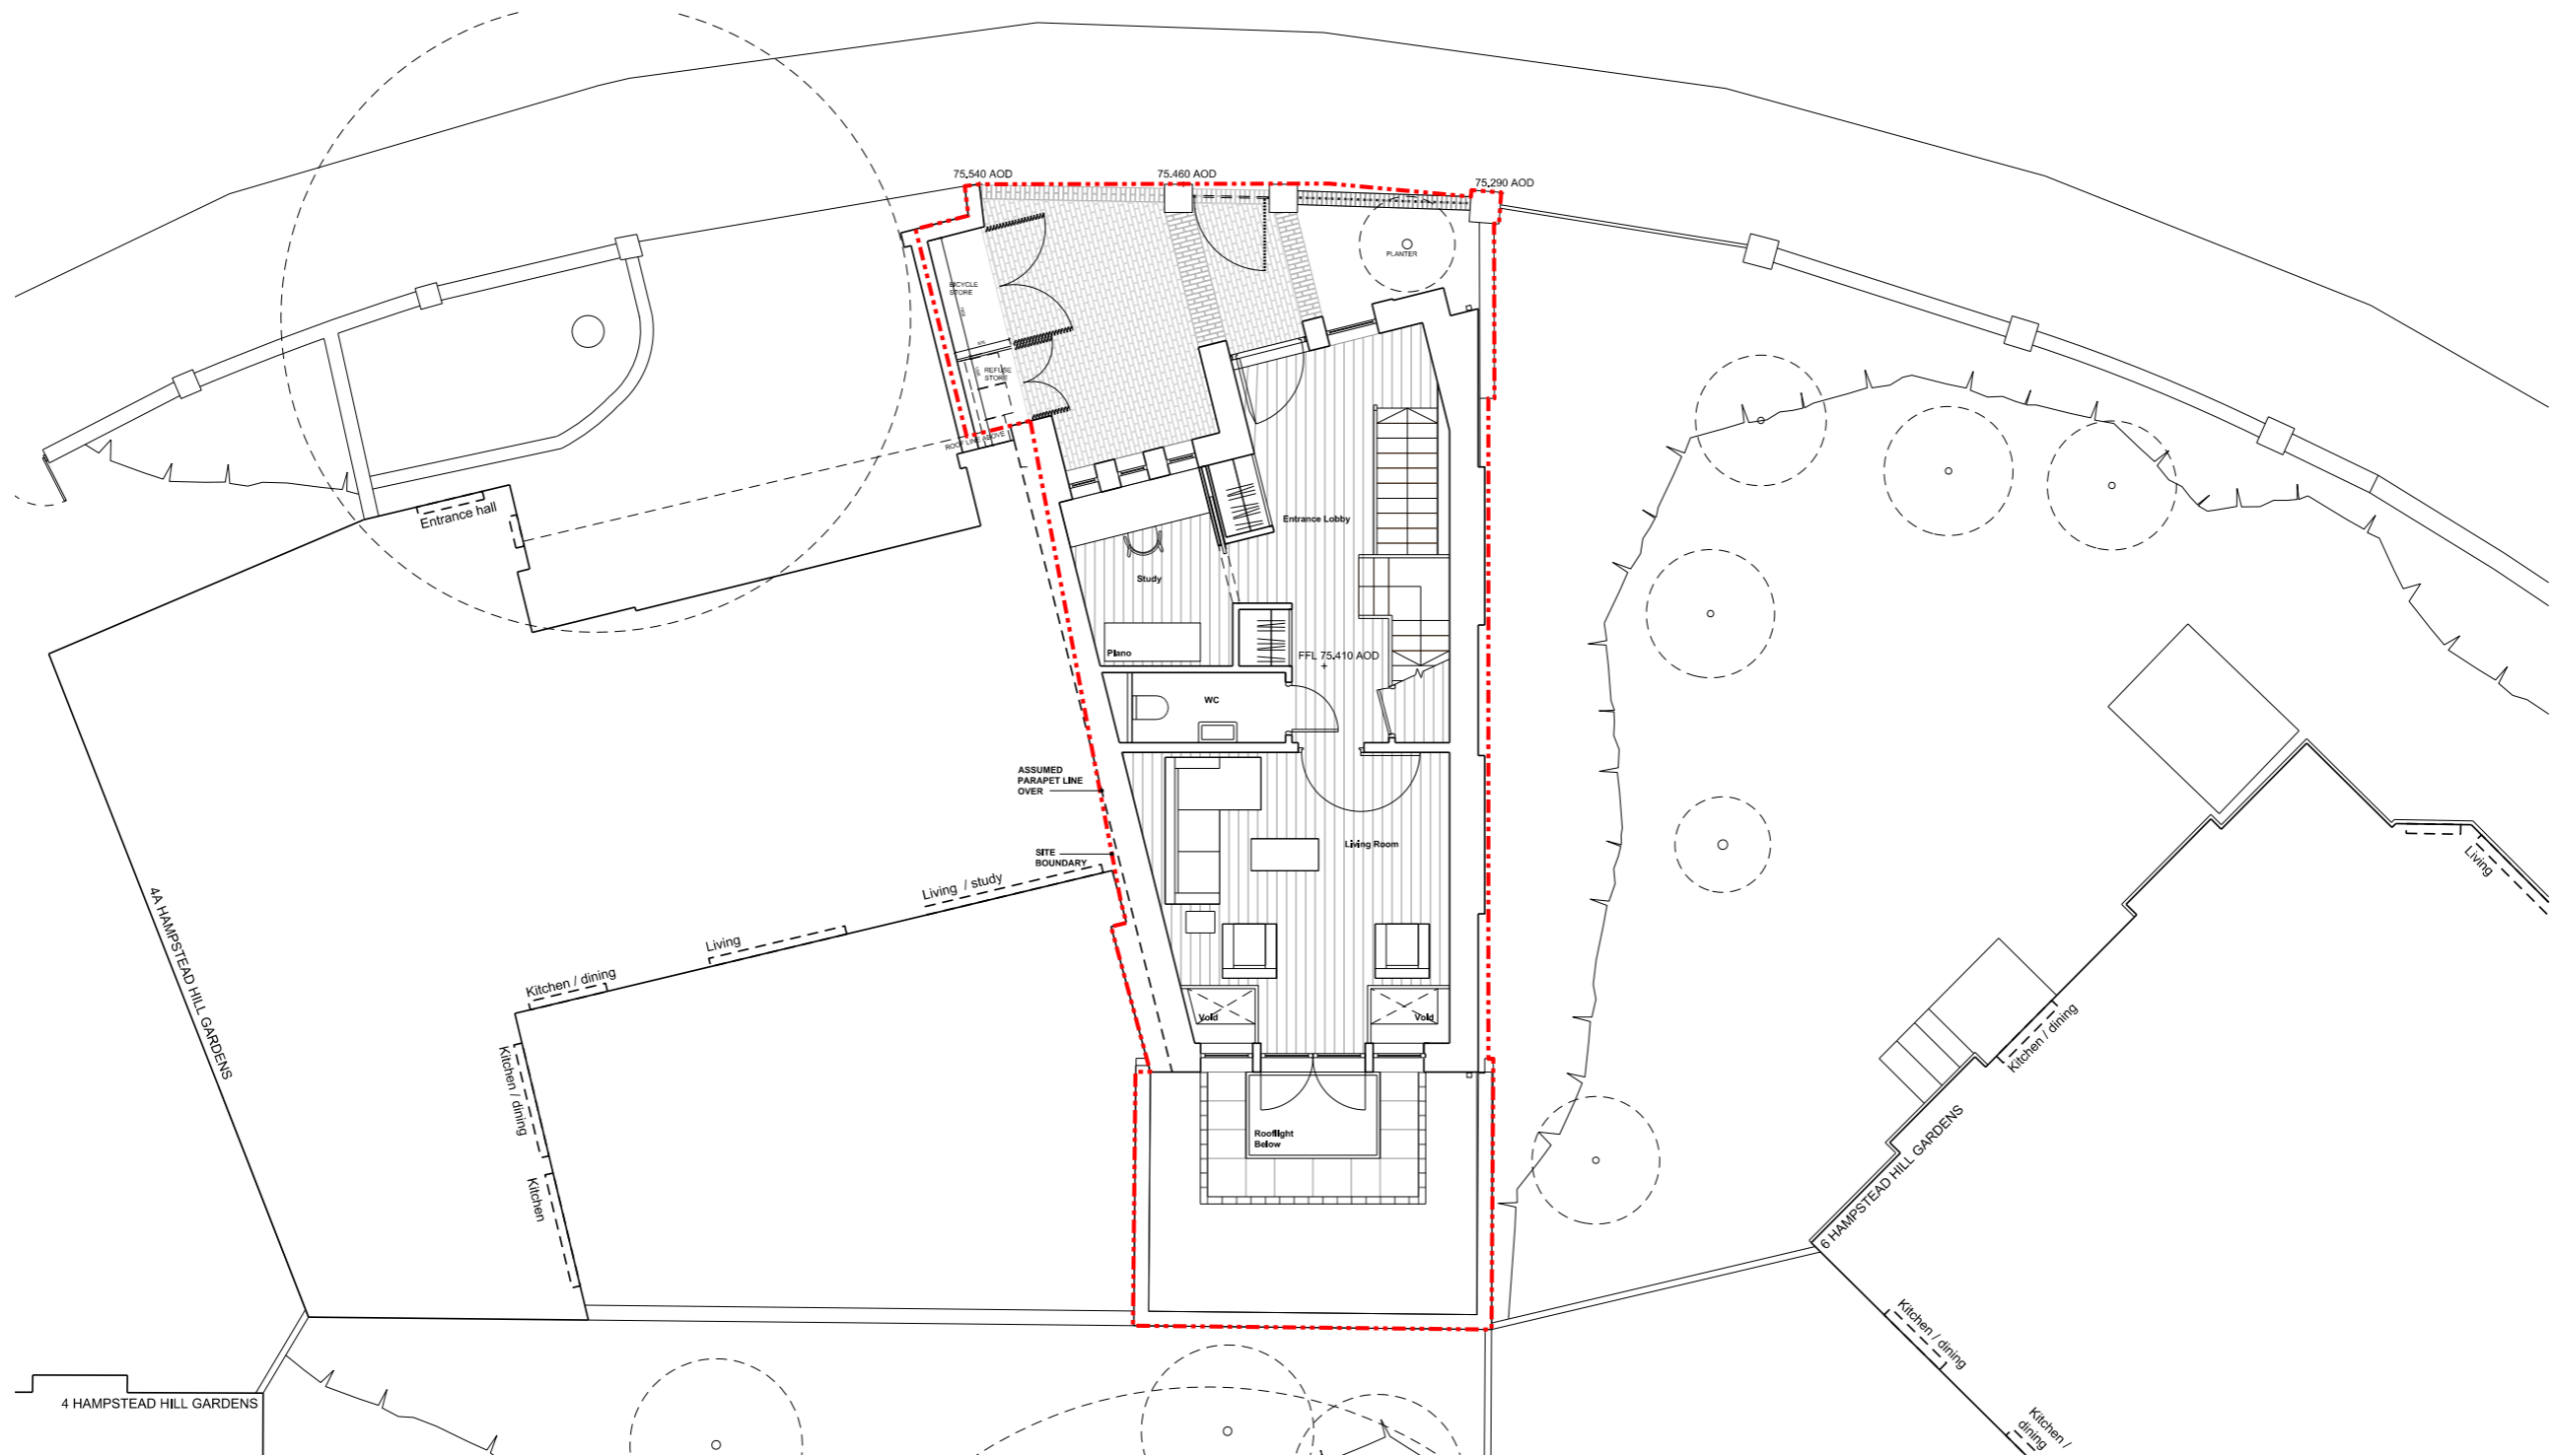 75.540 AOD
75.460 AOD
75.290 AOD
PLANTER
BICYCLE
STORE
REFUSE
STORE
ROOF LINE ABOVE
Entrance hall
Entrance Lobby
Study
Piano
FFL 75.410 AOD
WC
ASSUMED
PARAPET LINE
OVER
SITE
BOUNDARY
Living Room
Living / study
Living
Kitchen / dining
Kitchen / dining
Kitchen
4A HAMPSTEAD HILL GARDENS
Void
Void
Rooflight
Below
Living
Kitchen / dining
6 HAMPSTEAD HILL GARDENS
Kitchen / dining
Kitchen /
dining
4 HAMPSTEAD HILL GARDENS